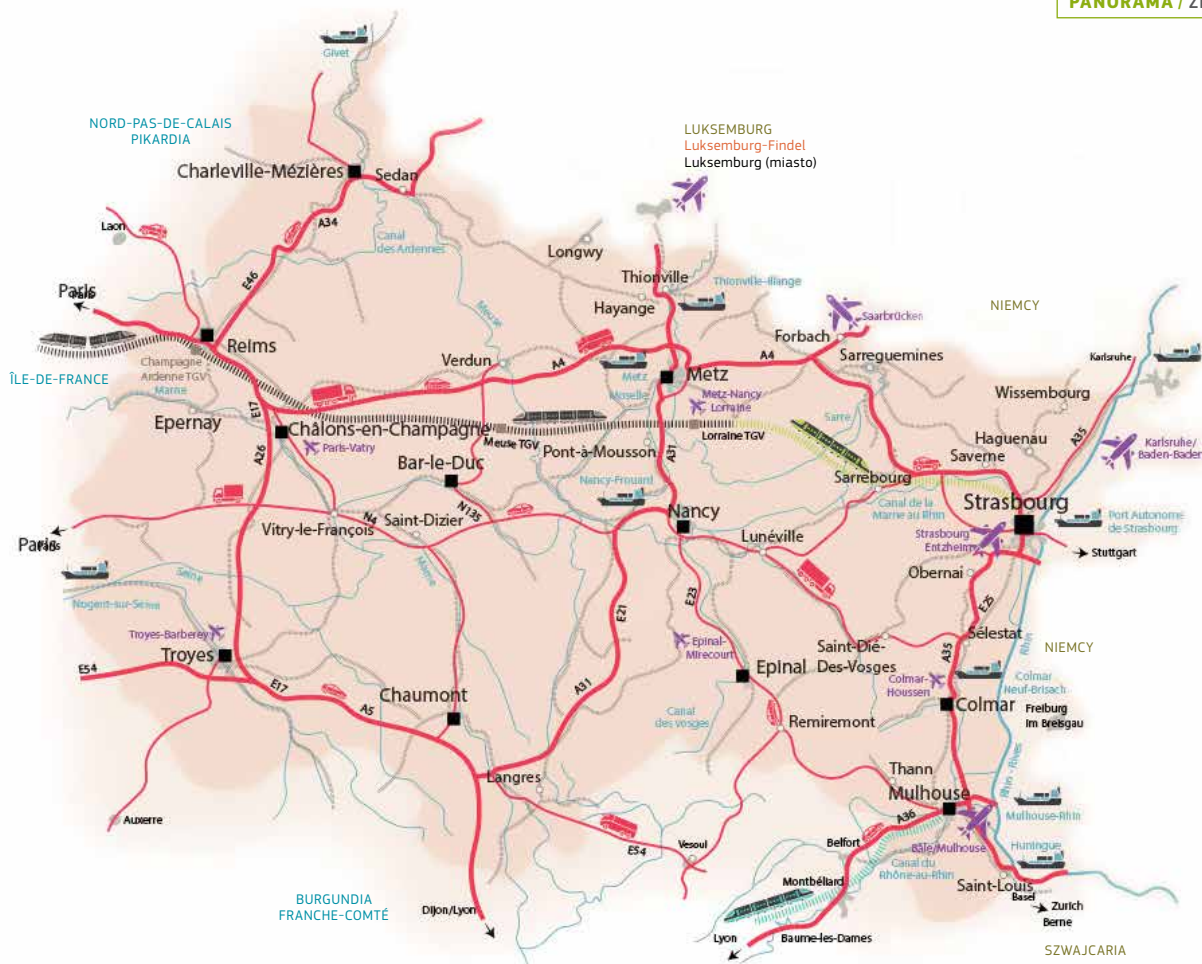 PANORAMA /
Givet
NORD-PAS-DE-CALAIS
PIKARDIA
LUKSEMBURG
Luksemburg-Findel
Luksemburg (miasto)
Charleville-Mézières
Sedan
A34
Laon
Canal
des Ardennes
Longwy
E46
Thionville
Thionville-Illange
Paris
Paris
Hayange
Meuse
NIEMCY
Saarbrücken
Forbach
Reims
Verdun
A4
A4
Sarreguemines
Karlsruhe
Champagne
Ardenne TGV
Metz
Metz
ÎLE-DE-FRANCE
Marne
Moselle
Metz-Nancy
Lorraine
Wissembourg
Epernay
E17
Sarre
A35
Châlons-en-Champagne
Meuse TGV
Lorraine TGV
Haguenau
Saverne
Karlsruhe/
Baden-Baden
Paris-Vatry
A26
Bar-le-Duc
Pont-à-Mousson
A31
Nancy-Frouard
Sarrebourg
Strasbourg
Nancy
Canal de la
Marne au Rhin
Port Autonome
de Strasbourg
Vitry-le-François
N4
Saint-Dizier
N135
Lunéville
Strasbourg
Entzheim
Paris
Paris
Stuttgart
Seine
Marne
Obernai
Nogent-sur-Seine
E23
E25
E21
Troyes-Barberey
Epinal-
Mirecourt
Sélestat
Rhin
Troyes
Saint-Dié-
Des-Vosges
A35
NIEMCY
E54
Epinal
Colmar-
Houssen
Colmar
Neuf-Brisach
E17
A31
Chaumont
A5
Canal
des vosges
Remiremont
Colmar
Freiburg
im Breisgau
Langres
Thann
Rhin - Rives
Mulhouse
Mulhouse-Rhin
Auxerre
A36
E54
Vesoul
Belfort
Bâle/Mulhouse
Huningue
Canal du
Rhône-au-Rhin
Montbéliard
Saint-Louis
BURGUNDIA
FRANCHE-COMTÉ
Basel
Zurich
Dijon/Lyon
Berne
Lyon
Baume-les-Dames
SZWAJCARIA